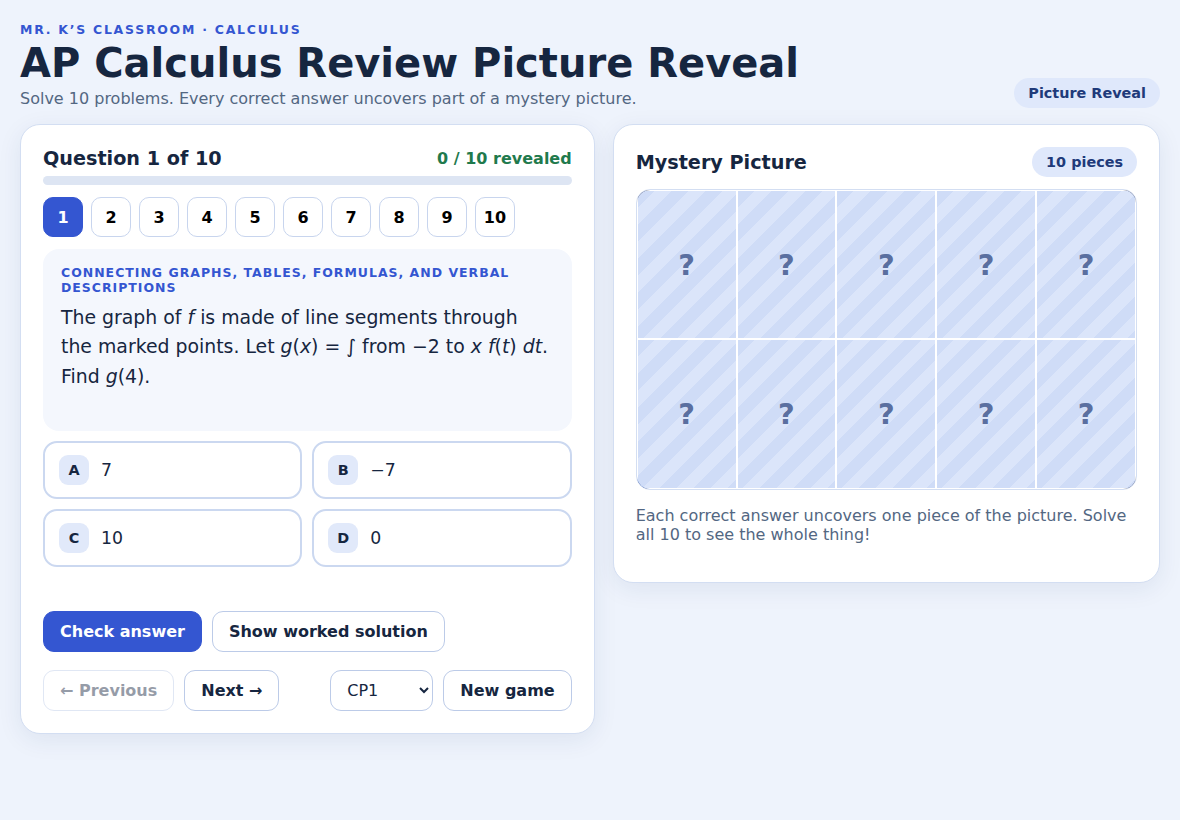 MR. K’S CLASSROOM · CALCULUS
AP Calculus Review Picture Reveal
Solve 10 problems. Every correct answer uncovers part of a mystery picture.
Picture Reveal
Question 1 of 10
0 / 10 revealed
1 2 3 4 5 6 7 8 9 10
CONNECTING GRAPHS, TABLES, FORMULAS, AND VERBAL
DESCRIPTIONS
The graph of f is made of line segments through
the marked points. Let g(x) = ∫ from −2 to x f(t) dt.
Find g(4).
A 7
B −7
C 10
D 0
Check answer
Show worked solution
← Previous
Next →
CP1
New game
Mystery Picture
10 pieces
? ? ? ? ?
? ? ? ? ?
Each correct answer uncovers one piece of the picture. Solve
all 10 to see the whole thing!